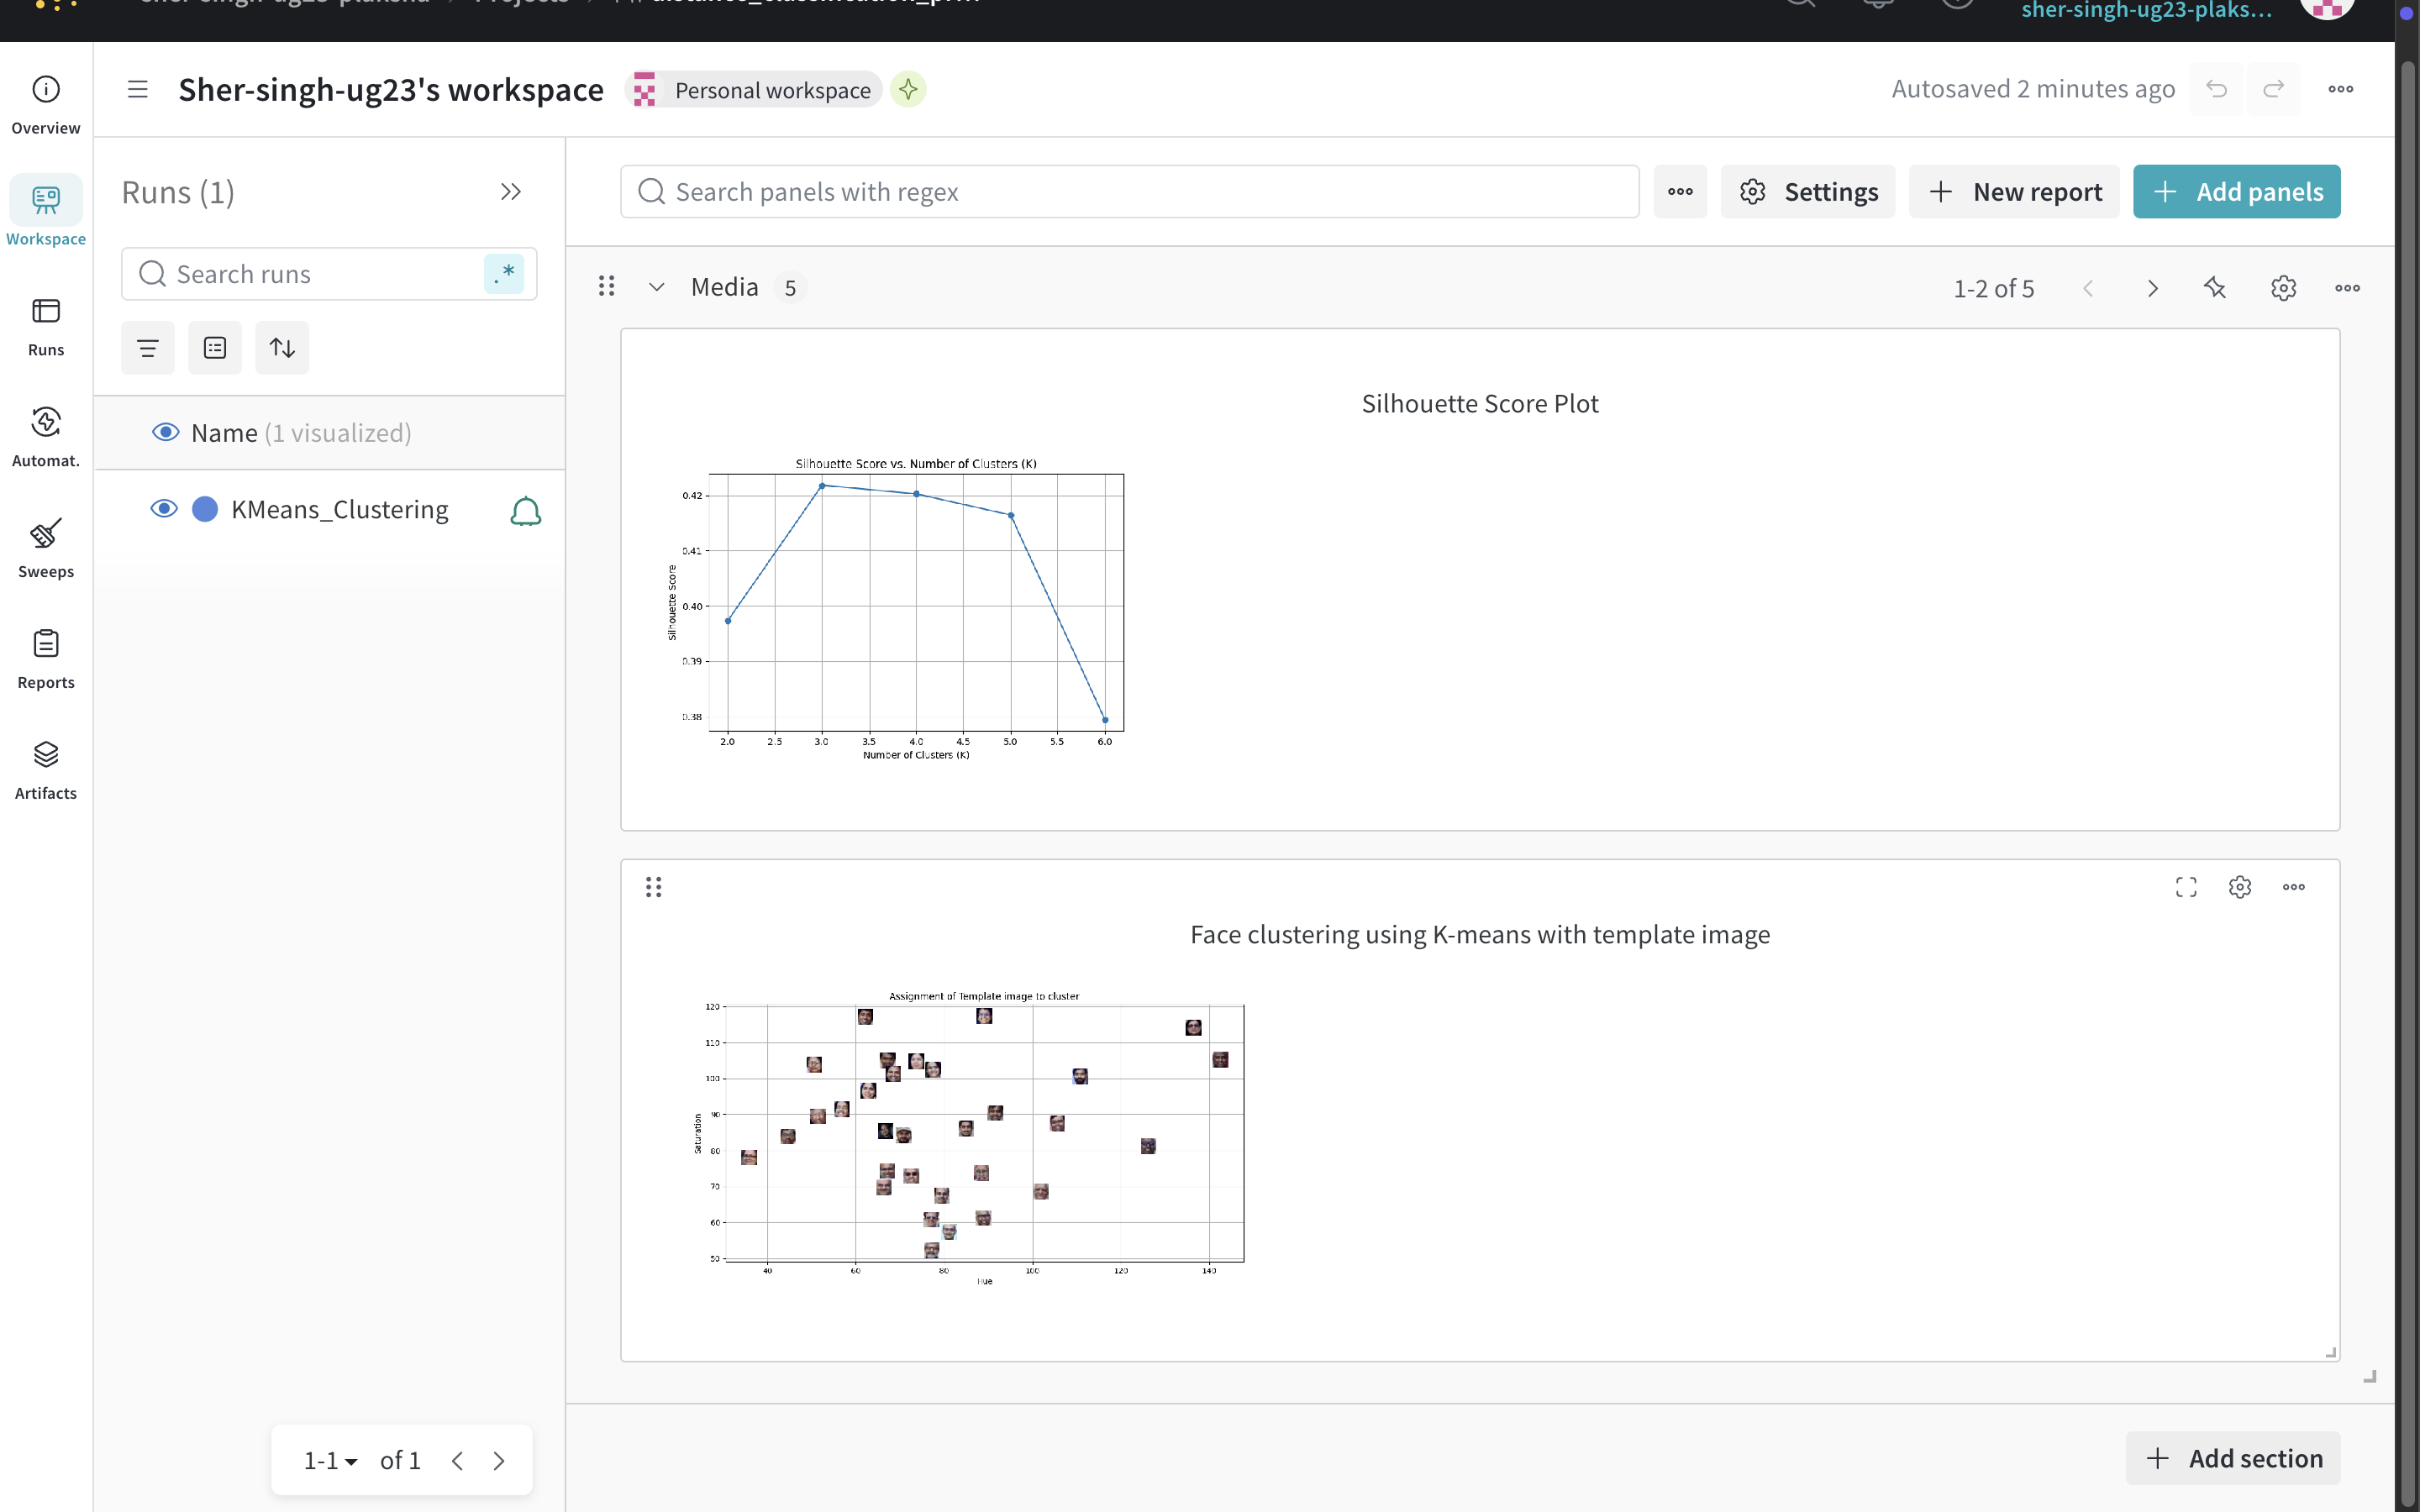 sher-singh-ug23-plaks...
Sher-singh-ug23's workspace
Personal workspace
Autosaved 2 minutes ago
Overview
Workspace
Runs
Automat.
Sweeps
Reports
Artifacts
Runs (1)
Search runs
.*
Name (1 visualized)
KMeans_Clustering
1-1 of 1
Search panels with regex
Settings
New report
Add panels
Media 5
1-2 of 5
Silhouette Score Plot
Silhouette Score vs. Number of Clusters (K)
0.42
0.41
0.40
0.39
0.38
Silhouette Score
2.0 2.5 3.0 3.5 4.0 4.5 5.0 5.5 6.0
Number of Clusters (K)
Face clustering using K-means with template image
Assignment of Template image to cluster
120
110
100
90
80
70
60
50
Saturation
40 60 80 100 120 140
Hue
Add section